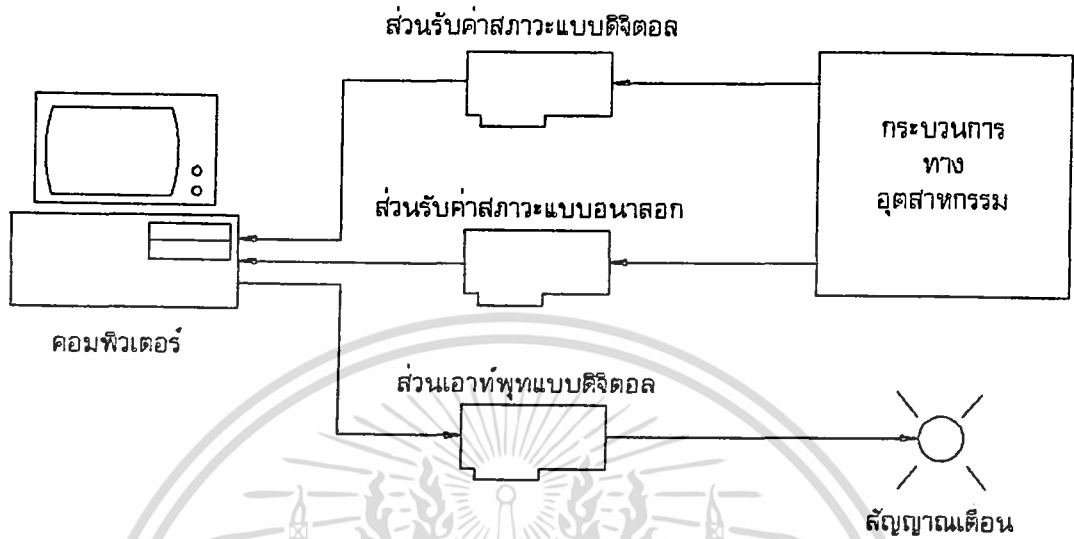 ส่วนรับค่าสภาวะแบบดิจิตอล
กระบวนการ
ทาง
อุตสาหกรรม
ส่วนรับค่าสภาวะแบบอนาลอก
คอมพิวเตอร์
ส่วนเอาท์พุทแบบดิจิตอล
สัญญาณเตือน